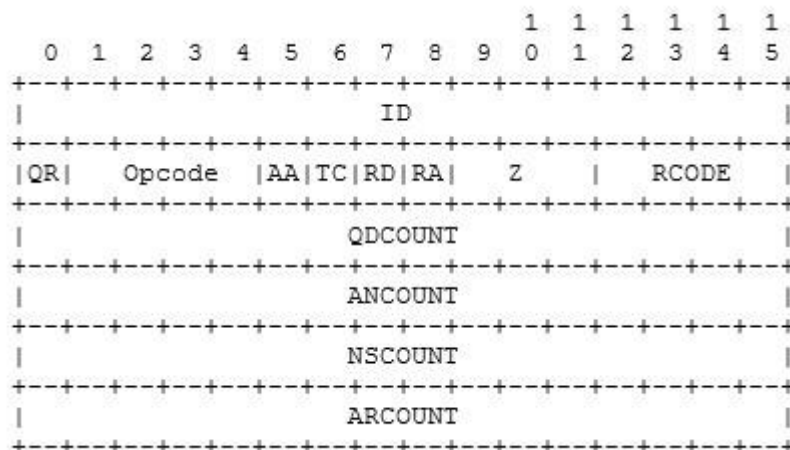 1  1  1  1  1  1
  0  1  2  3  4  5  6  7  8  9  0  1  2  3  4  5
+--+--+--+--+--+--+--+--+--+--+--+--+--+--+--+--+
|                      ID                       |
+--+--+--+--+--+--+--+--+--+--+--+--+--+--+--+--+
|QR|   Opcode  |AA|TC|RD|RA|   Z    |   RCODE   |
+--+--+--+--+--+--+--+--+--+--+--+--+--+--+--+--+
|                    QDCOUNT                    |
+--+--+--+--+--+--+--+--+--+--+--+--+--+--+--+--+
|                    ANCOUNT                    |
+--+--+--+--+--+--+--+--+--+--+--+--+--+--+--+--+
|                    NSCOUNT                    |
+--+--+--+--+--+--+--+--+--+--+--+--+--+--+--+--+
|                    ARCOUNT                    |
+--+--+--+--+--+--+--+--+--+--+--+--+--+--+--+--+